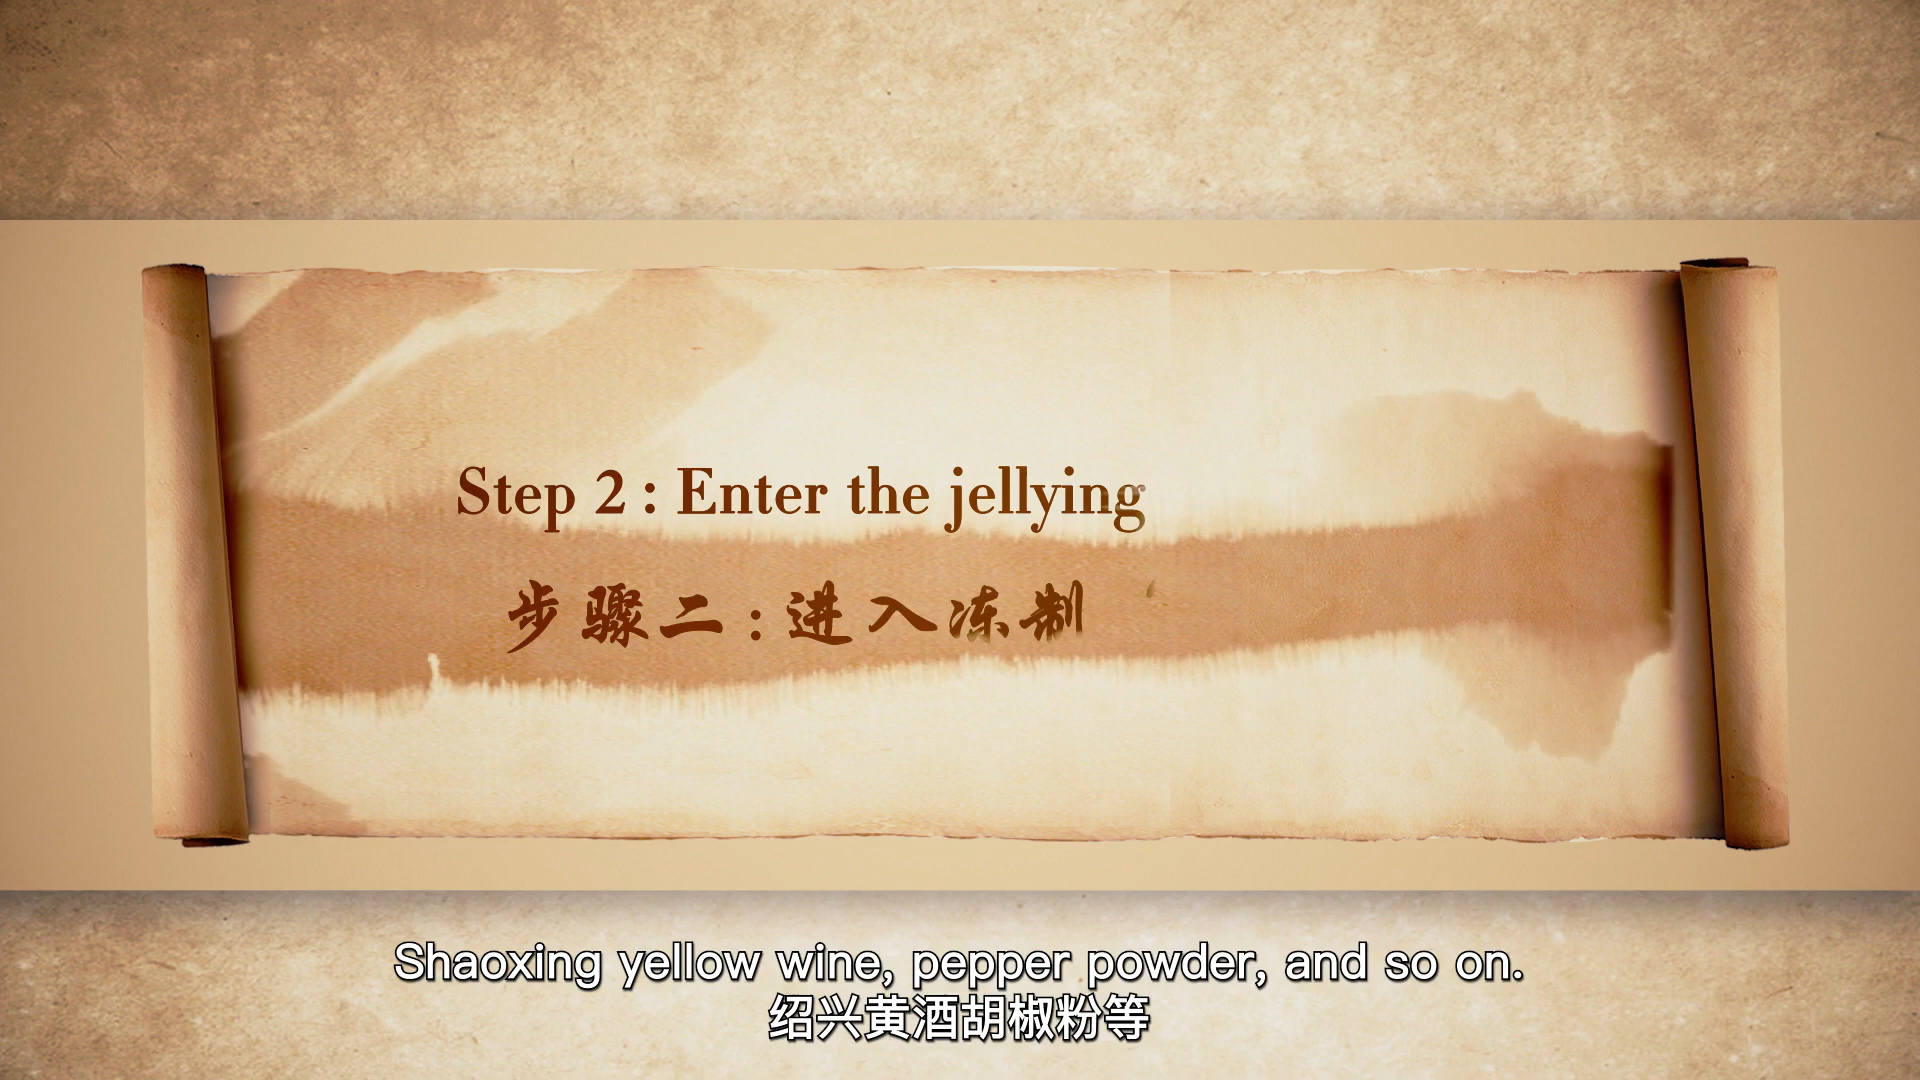 Step 2 : Enter the jellying
步骤二：进入冻制
Shaoxing yellow wine, pepper powder, and so on.
绍兴黄酒胡椒粉等